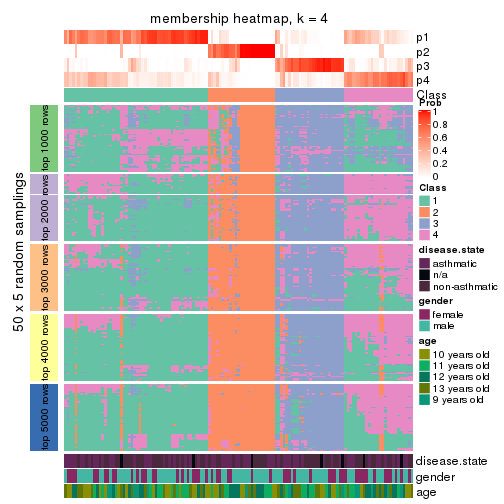 membership heatmap, k = 4
p1
p2
p3
p4
Class
50 x 5 random samplings
top 1000 rows
rows
top 2000 rows
top 3000 rows
top 4000 rows
top 5000 rows
disease.state
gender
age
Prob
1
0.8
0.6
0.4
0.2
0
Class
1
2
3
4
disease.state
asthmatic
n/a
non-asthmatic
gender
female
male
age
10 years old
11 years old
12 years old
13 years old
9 years old